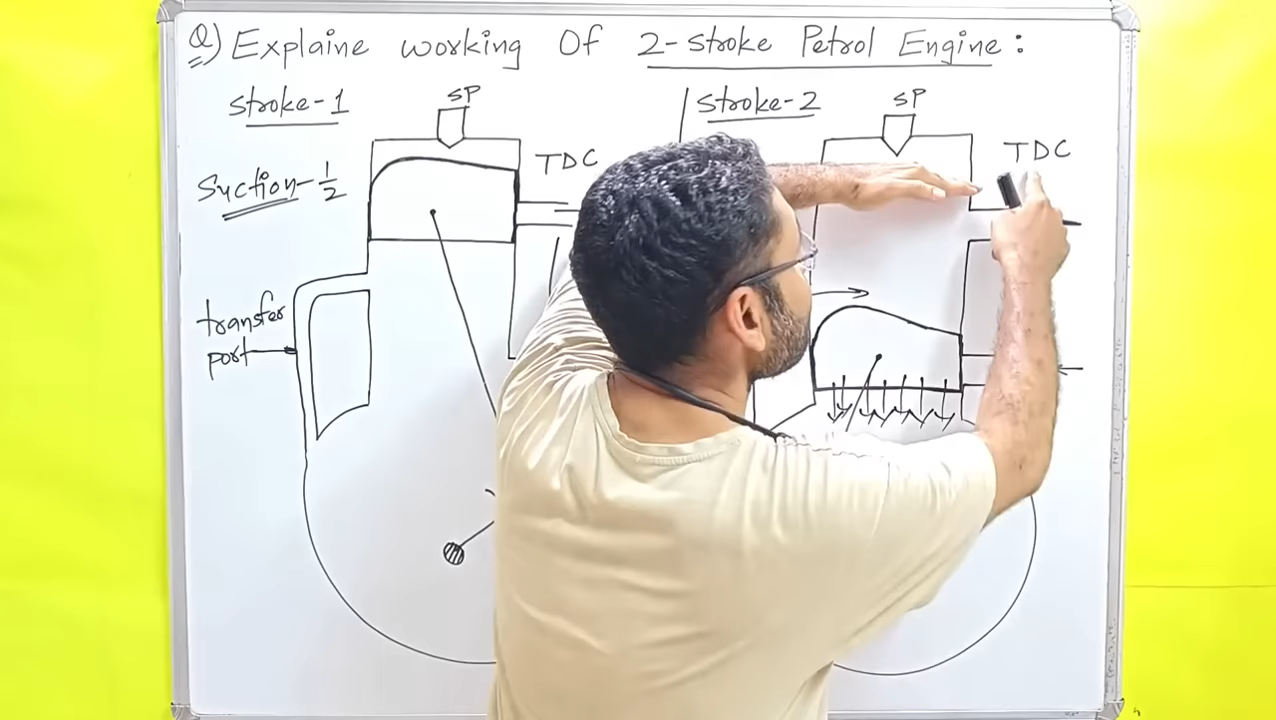 Q) Explaine working Of 2-stroke Petrol Engine :
Stroke-1
SP
TDC
Suction-1/2
transfer
port
Stroke-2
SP
TDC